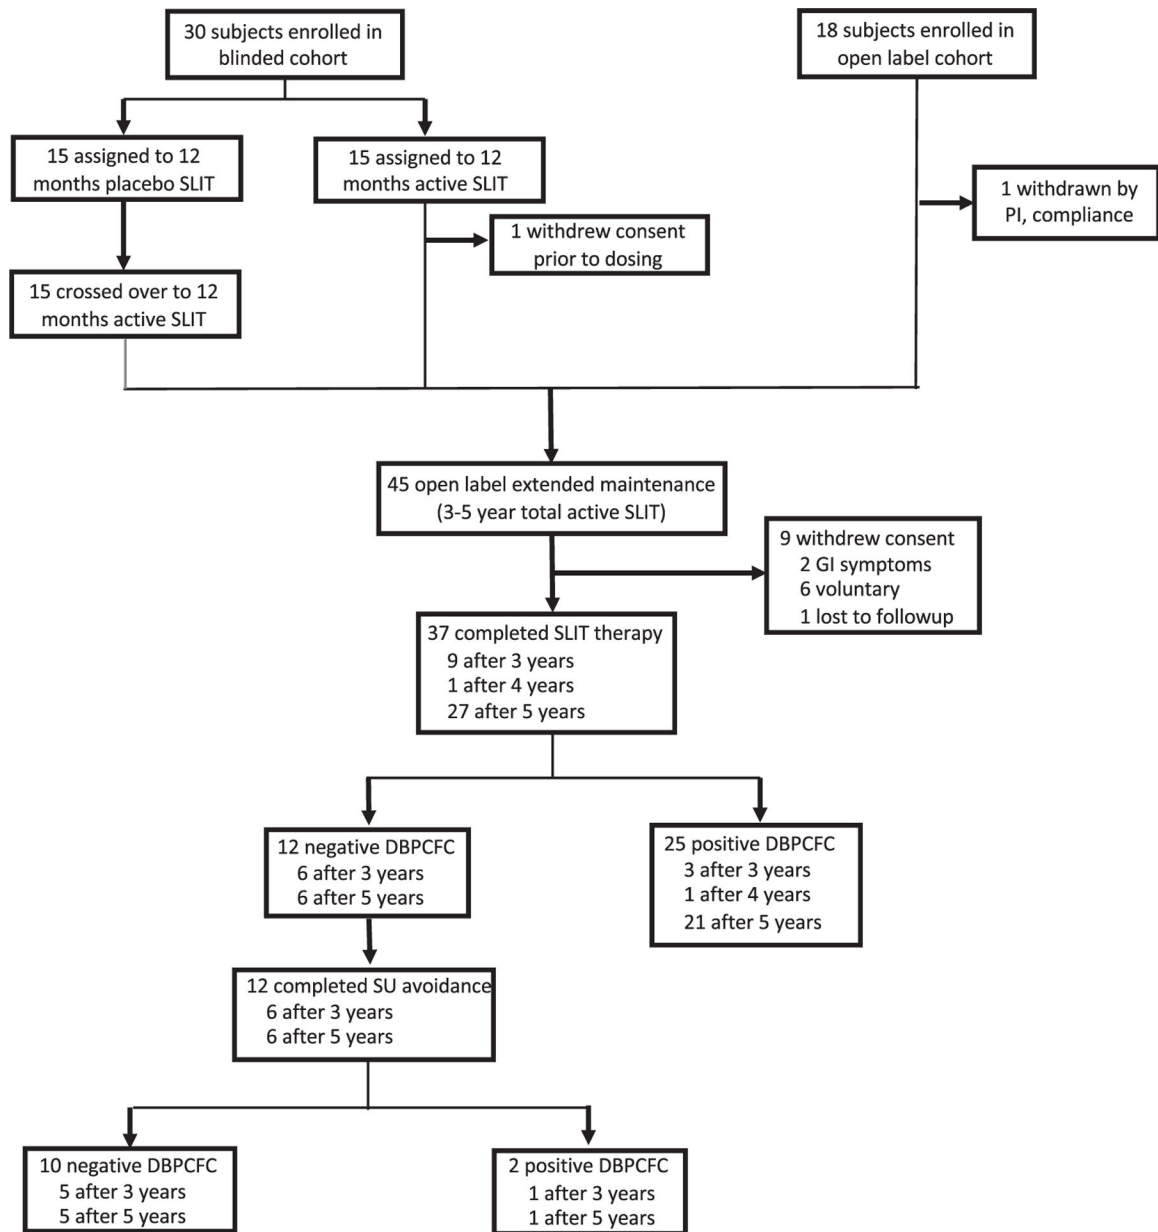 30 subjects enrolled in
blinded cohort
18 subjects enrolled in
open label cohort
15 assigned to 12
months placebo SLIT
15 assigned to 12
months active SLIT
1 withdrawn by
PI, compliance
1 withdrew consent
prior to dosing
15 crossed over to 12
months active SLIT
45 open label extended maintenance
(3-5 year total active SLIT)
9 withdrew consent
2 GI symptoms
6 voluntary
1 lost to followup
37 completed SLIT therapy
9 after 3 years
1 after 4 years
27 after 5 years
12 negative DBPCFC
6 after 3 years
6 after 5 years
25 positive DBPCFC
3 after 3 years
1 after 4 years
21 after 5 years
12 completed SU avoidance
6 after 3 years
6 after 5 years
10 negative DBPCFC
5 after 3 years
5 after 5 years
2 positive DBPCFC
1 after 3 years
1 after 5 years